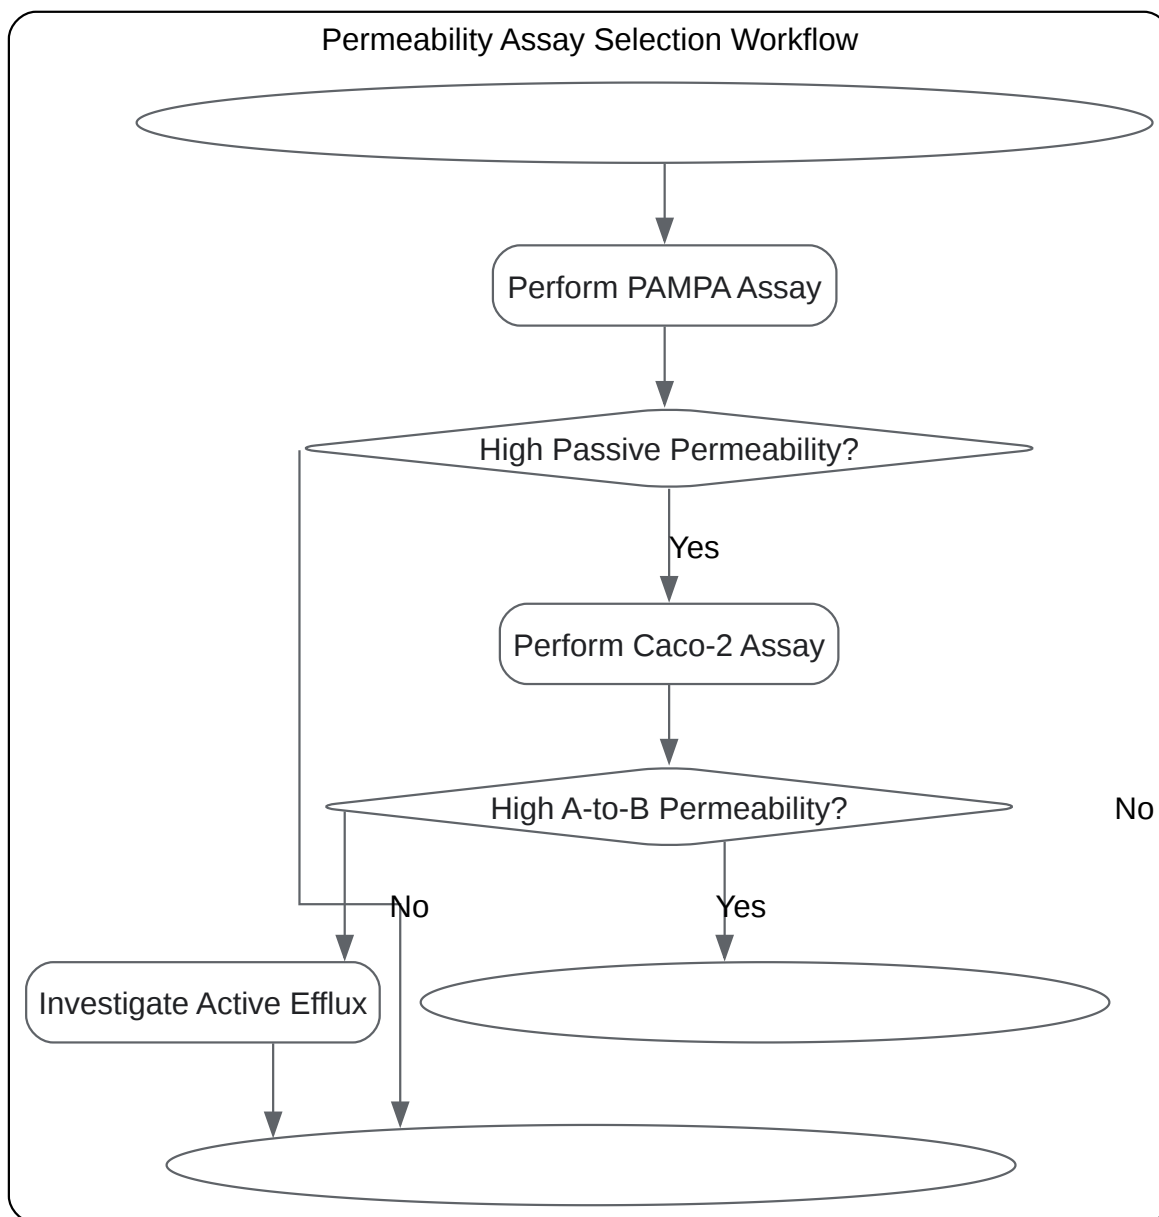 Permeability Assay Selection Workflow
Perform PAMPA Assay
High Passive Permeability?
Yes
Perform Caco-2 Assay
High A-to-B Permeability?
No
No
Yes
Investigate Active Efflux